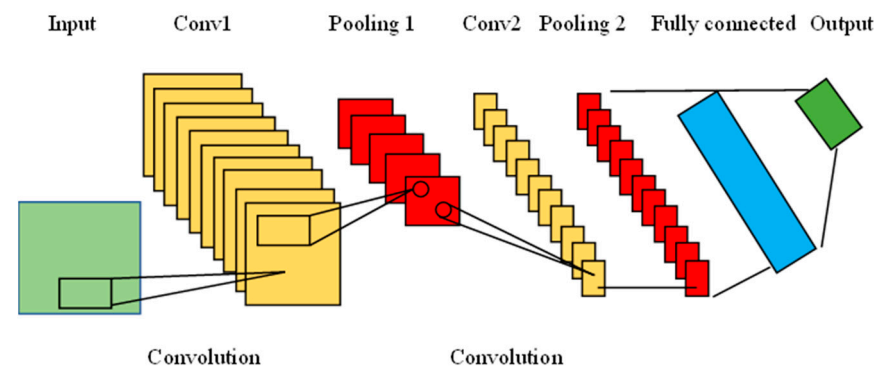 Input Conv1 Pooling 1 Conv2 Pooling 2 Fully connected Output
Convolution Convolution